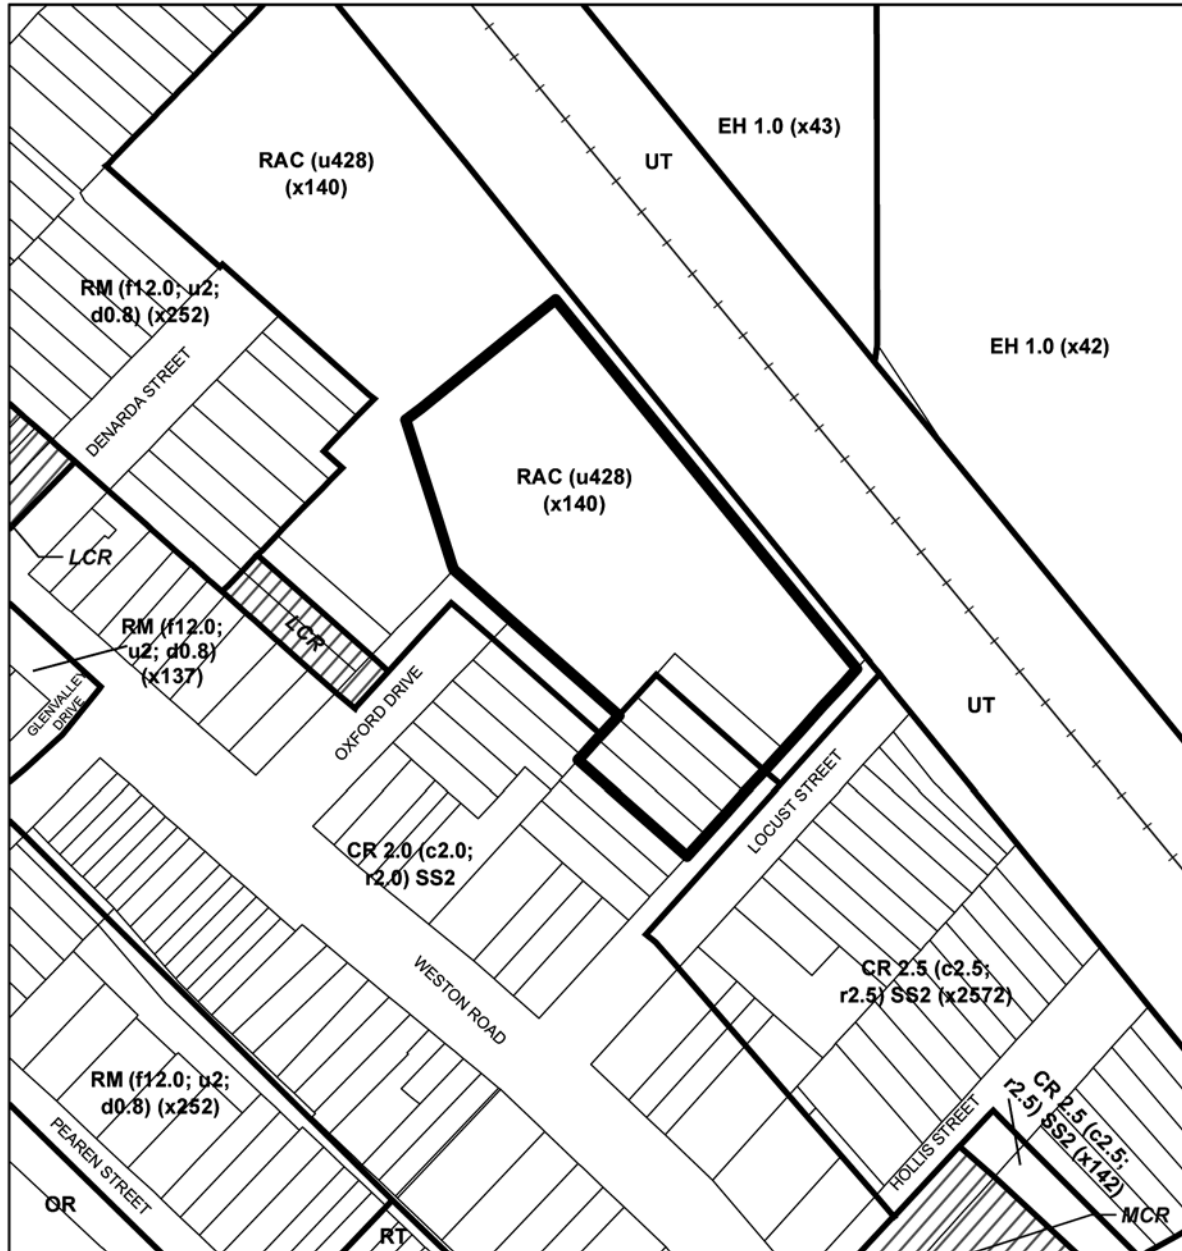 EH 1.0 (x43)
UT
RAC (u428)
(x140)
RM (f12.0; u2;
d0.8) (x252)
EH 1.0 (x42)
DENARDA STREET
RAC (u428)
(x140)
LCR
LCR
RM (f12.0;
u2; d0.8)
(x137)
GLENVALLEY
DRIVE
OXFORD DRIVE
UT
LOCUST STREET
CR 2.0 (c2.0;
r2.0) SS2
WESTON ROAD
CR 2.5 (c2.5;
r2.5) SS2 (x2572)
RM (f12.0; u2;
d0.8) (x252)
PEAREN STREET
HOLLIS STREET
CR 2.5 (c2.5;
r2.5) SS2 (x142)
OR
RT
MCR